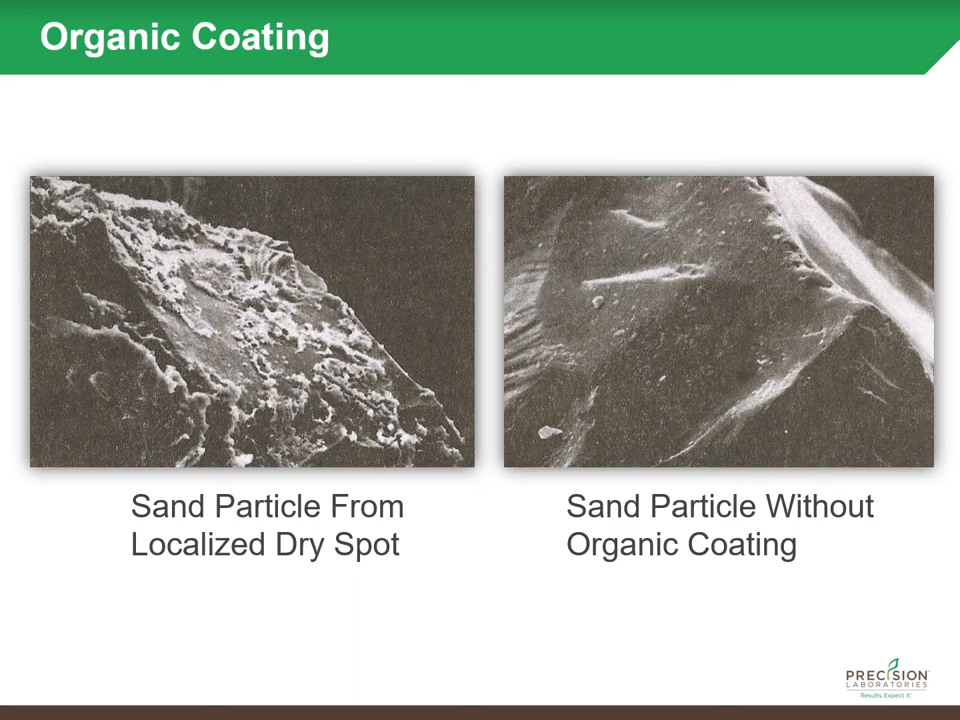 Organic Coating
Sand Particle From
Localized Dry Spot
Sand Particle Without
Organic Coating
PRECISION
LABORATORIES
Results. Expect it.